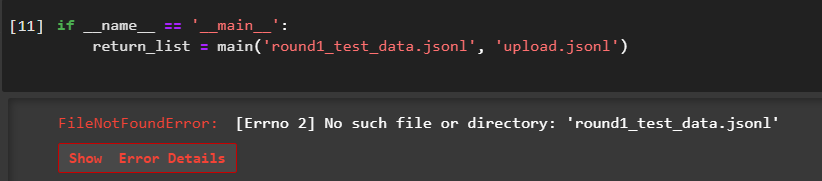 [11] if __name__ == '__main__':
return_list = main('round1_test_data.jsonl', 'upload.jsonl')
FileNotFoundError: [Errno 2] No such file or directory: 'round1_test_data.jsonl'
Show Error Details